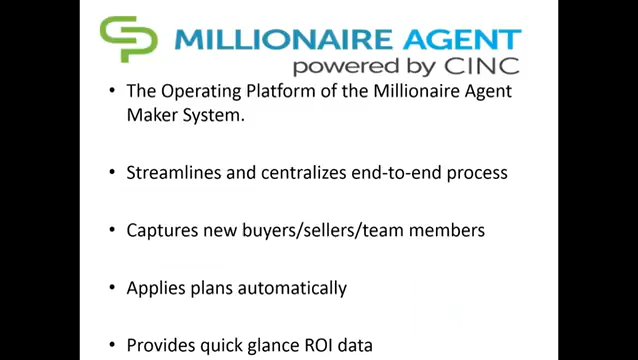 MILLIONAIRE AGENT
powered by CINC
• The Operating Platform of the Millionaire Agent
Maker System.
• Streamlines and centralizes end-to-end process
• Captures new buyers/sellers/team members
• Applies plans automatically
• Provides quick glance ROI data